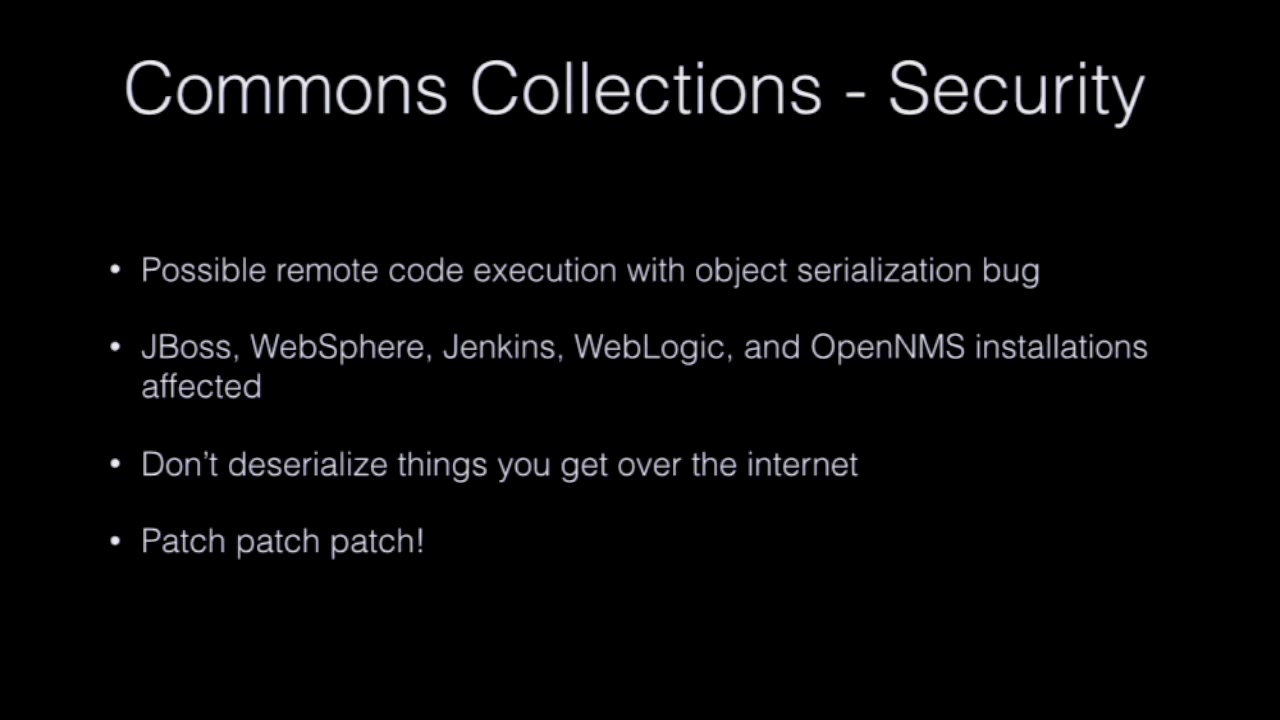 Commons Collections - Security
• Possible remote code execution with object serialization bug
• JBoss, WebSphere, Jenkins, WebLogic, and OpenNMS installations
affected
• Don’t deserialize things you get over the internet
• Patch patch patch!